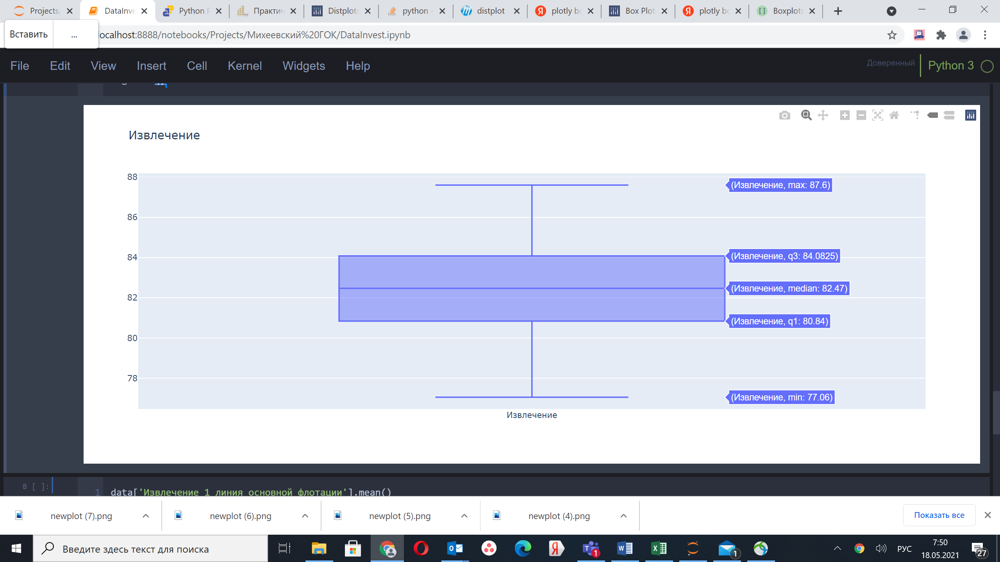 Projects/
DataInve
Python P
Практич
Distplots
python -
distplot
plotly bo
Box Plot
plotly bo
Boxplots
Вставить
...
localhost:8888/notebooks/Projects/Михеевский%20ГОК/DataInvest.ipynb
File Edit View Insert Cell Kernel Widgets Help
Доверенный
Python 3
Извлечение
88
(Извлечение, max: 87.6)
86
84
(Извлечение, q3: 84.0825)
(Извлечение, median: 82.47)
82
(Извлечение, q1: 80.84)
80
78
(Извлечение, min: 77.06)
Извлечение
В [ ]:
1 data['Извлечение 1 линия основной флотации'].mean()
newplot (7).png
newplot (6).png
newplot (5).png
newplot (4).png
Показать все
Введите здесь текст для поиска
1
1
РУС
7:50
18.05.2021
27